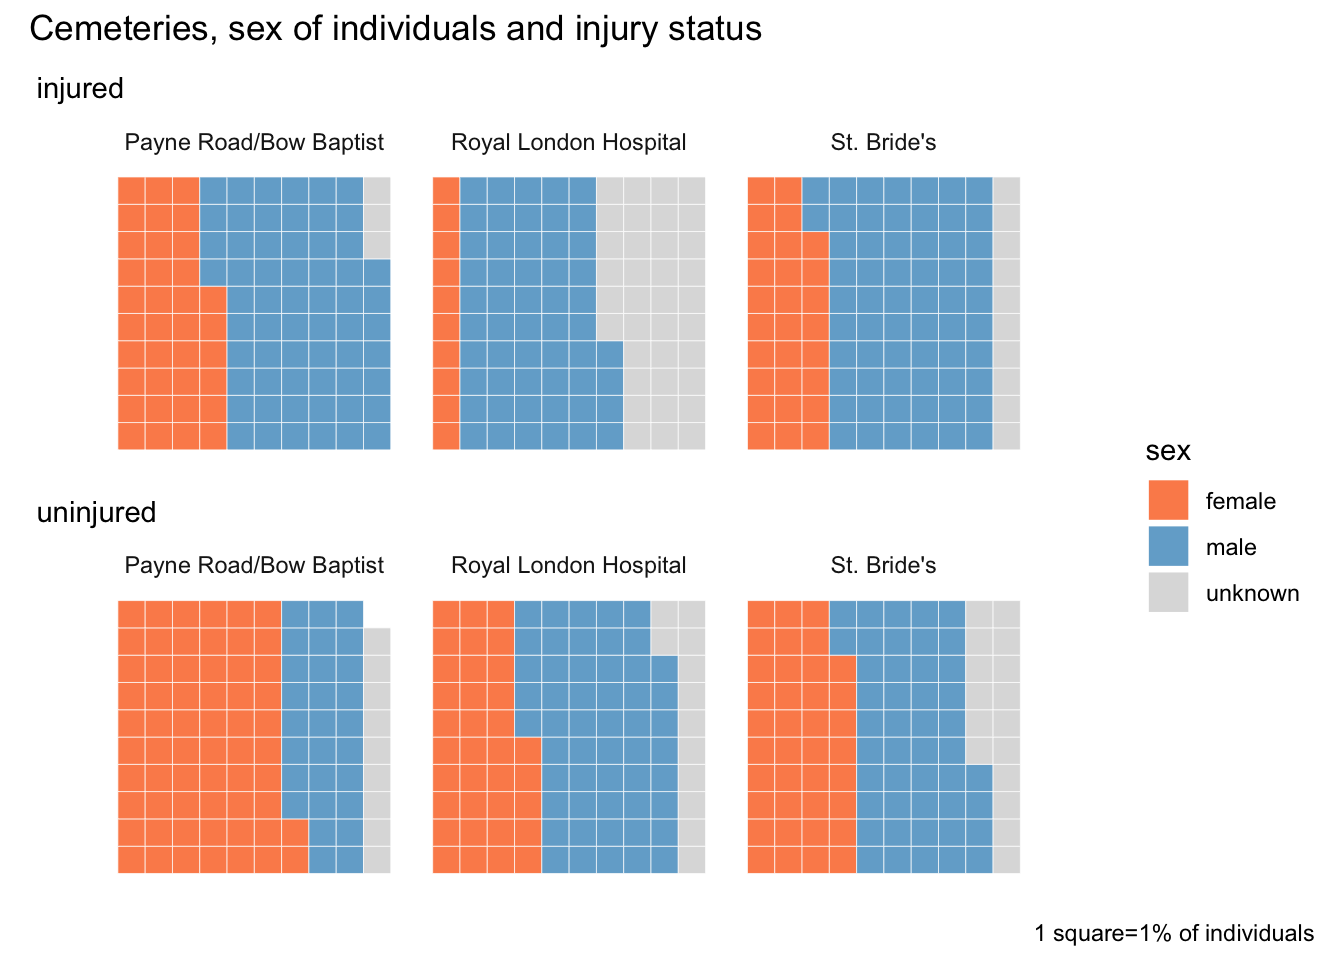 Cemeteries, sex of individuals and injury status
injured
Payne Road/Bow Baptist
Royal London Hospital
St. Bride's
uninjured
Payne Road/Bow Baptist
Royal London Hospital
St. Bride's
sex
female
male
unknown
1 square=1% of individuals